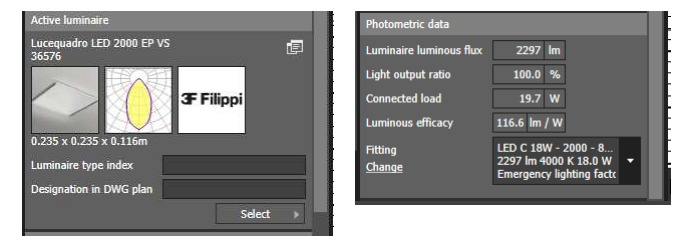 Active luminaire
Lucequadro LED 2000 EP VS
36576
3F Filippi
0.235 x 0.235 x 0.116m
Luminaire type index
Designation in DWG plan
Select
Photometric data
Luminaire luminous flux 2297 lm
Light output ratio 100.0 %
Connected load 19.7 W
Luminous efficacy 116.6 lm / W
Fitting
Change
LED C 18W - 2000 - 8...
2297 lm 4000 K 18.0 W
Emergency lighting factc